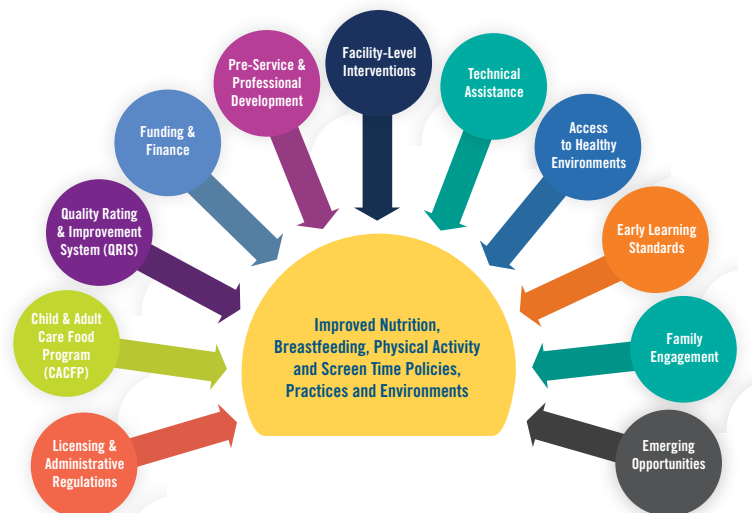 Facility-Level
Interventions
Pre-Service &
Professional
Development
Technical
Assistance
Funding &
Finance
Access
to Healthy
Environments
Quality Rating
& Improvement
System (QRIS)
Early Learning
Standards
Child & Adult
Care Food
Program
(CACFP)
Family
Engagement
Improved Nutrition,
Breastfeeding, Physical Activity
and Screen Time Policies,
Practices and Environments
Licensing &
Administrative
Regulations
Emerging
Opportunities